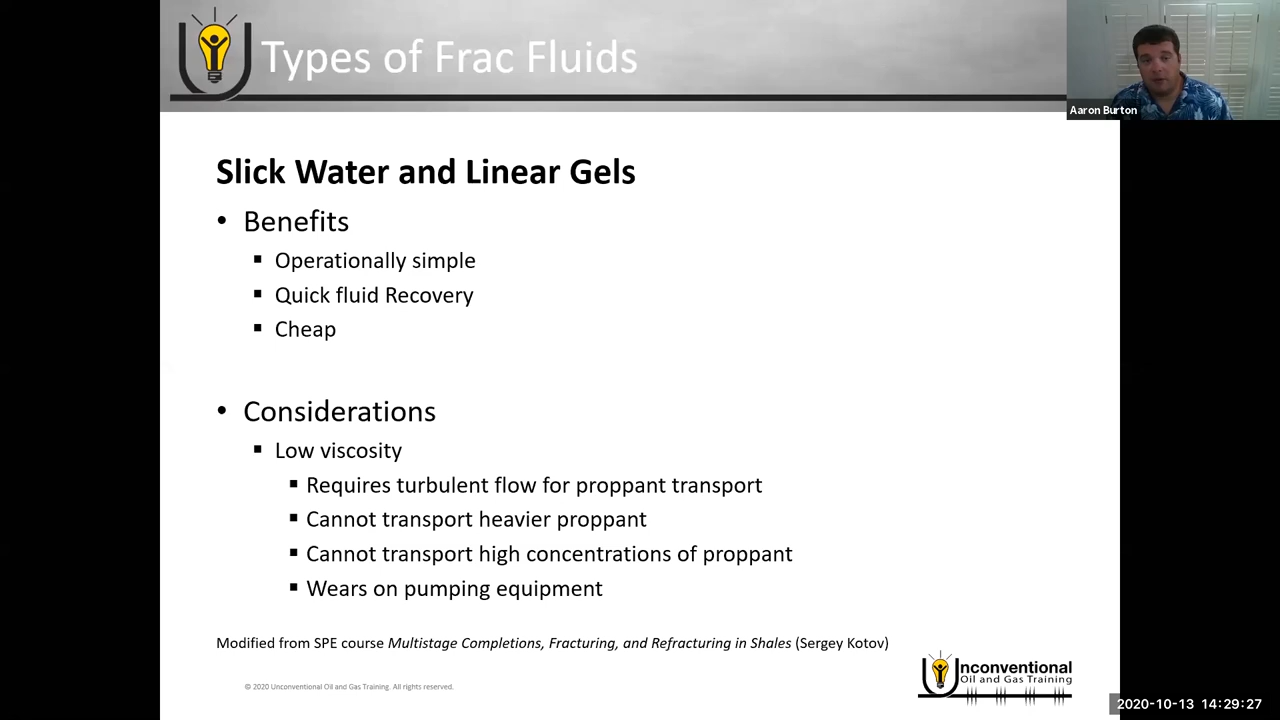 Types of Frac Fluids
Aaron Burton
Slick Water and Linear Gels
• Benefits
▪ Operationally simple
▪ Quick fluid Recovery
▪ Cheap
• Considerations
▪ Low viscosity
▪ Requires turbulent flow for proppant transport
▪ Cannot transport heavier proppant
▪ Cannot transport high concentrations of proppant
▪ Wears on pumping equipment
Modified from SPE course Multistage Completions, Fracturing, and Refracturing in Shales (Sergey Kotov)
© 2020 Unconventional Oil and Gas Training. All rights reserved.
Unconventional
Oil and Gas Training
2020-10-13 14:29:27